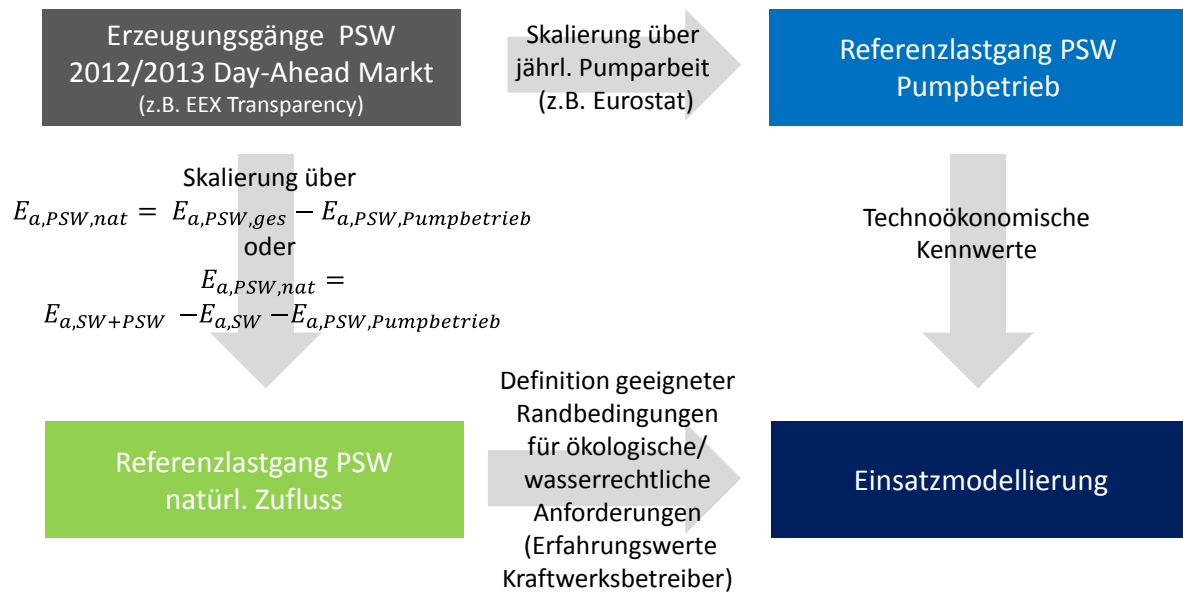 Erzeugungsgänge PSW
2012/2013 Day-Ahead Markt
(z.B. EEX Transparency)
Skalierung über
jährl. Pumparbeit
(z.B. Eurostat)
Referenzlastgang PSW
Pumpbetrieb
Skalierung über
E_{a,PSW,nat} = E_{a,PSW,ges} − E_{a,PSW,Pumpbetrieb}
oder
E_{a,PSW,nat} =
E_{a,SW+PSW} −E_{a,SW} −E_{a,PSW,Pumpbetrieb}
Technoökonomische
Kennwerte
Referenzlastgang PSW
natürl. Zufluss
Definition geeigneter
Randbedingungen
für ökologische/
wasserrechtliche
Anforderungen
(Erfahrungswerte
Kraftwerksbetreiber)
Einsatzmodellierung